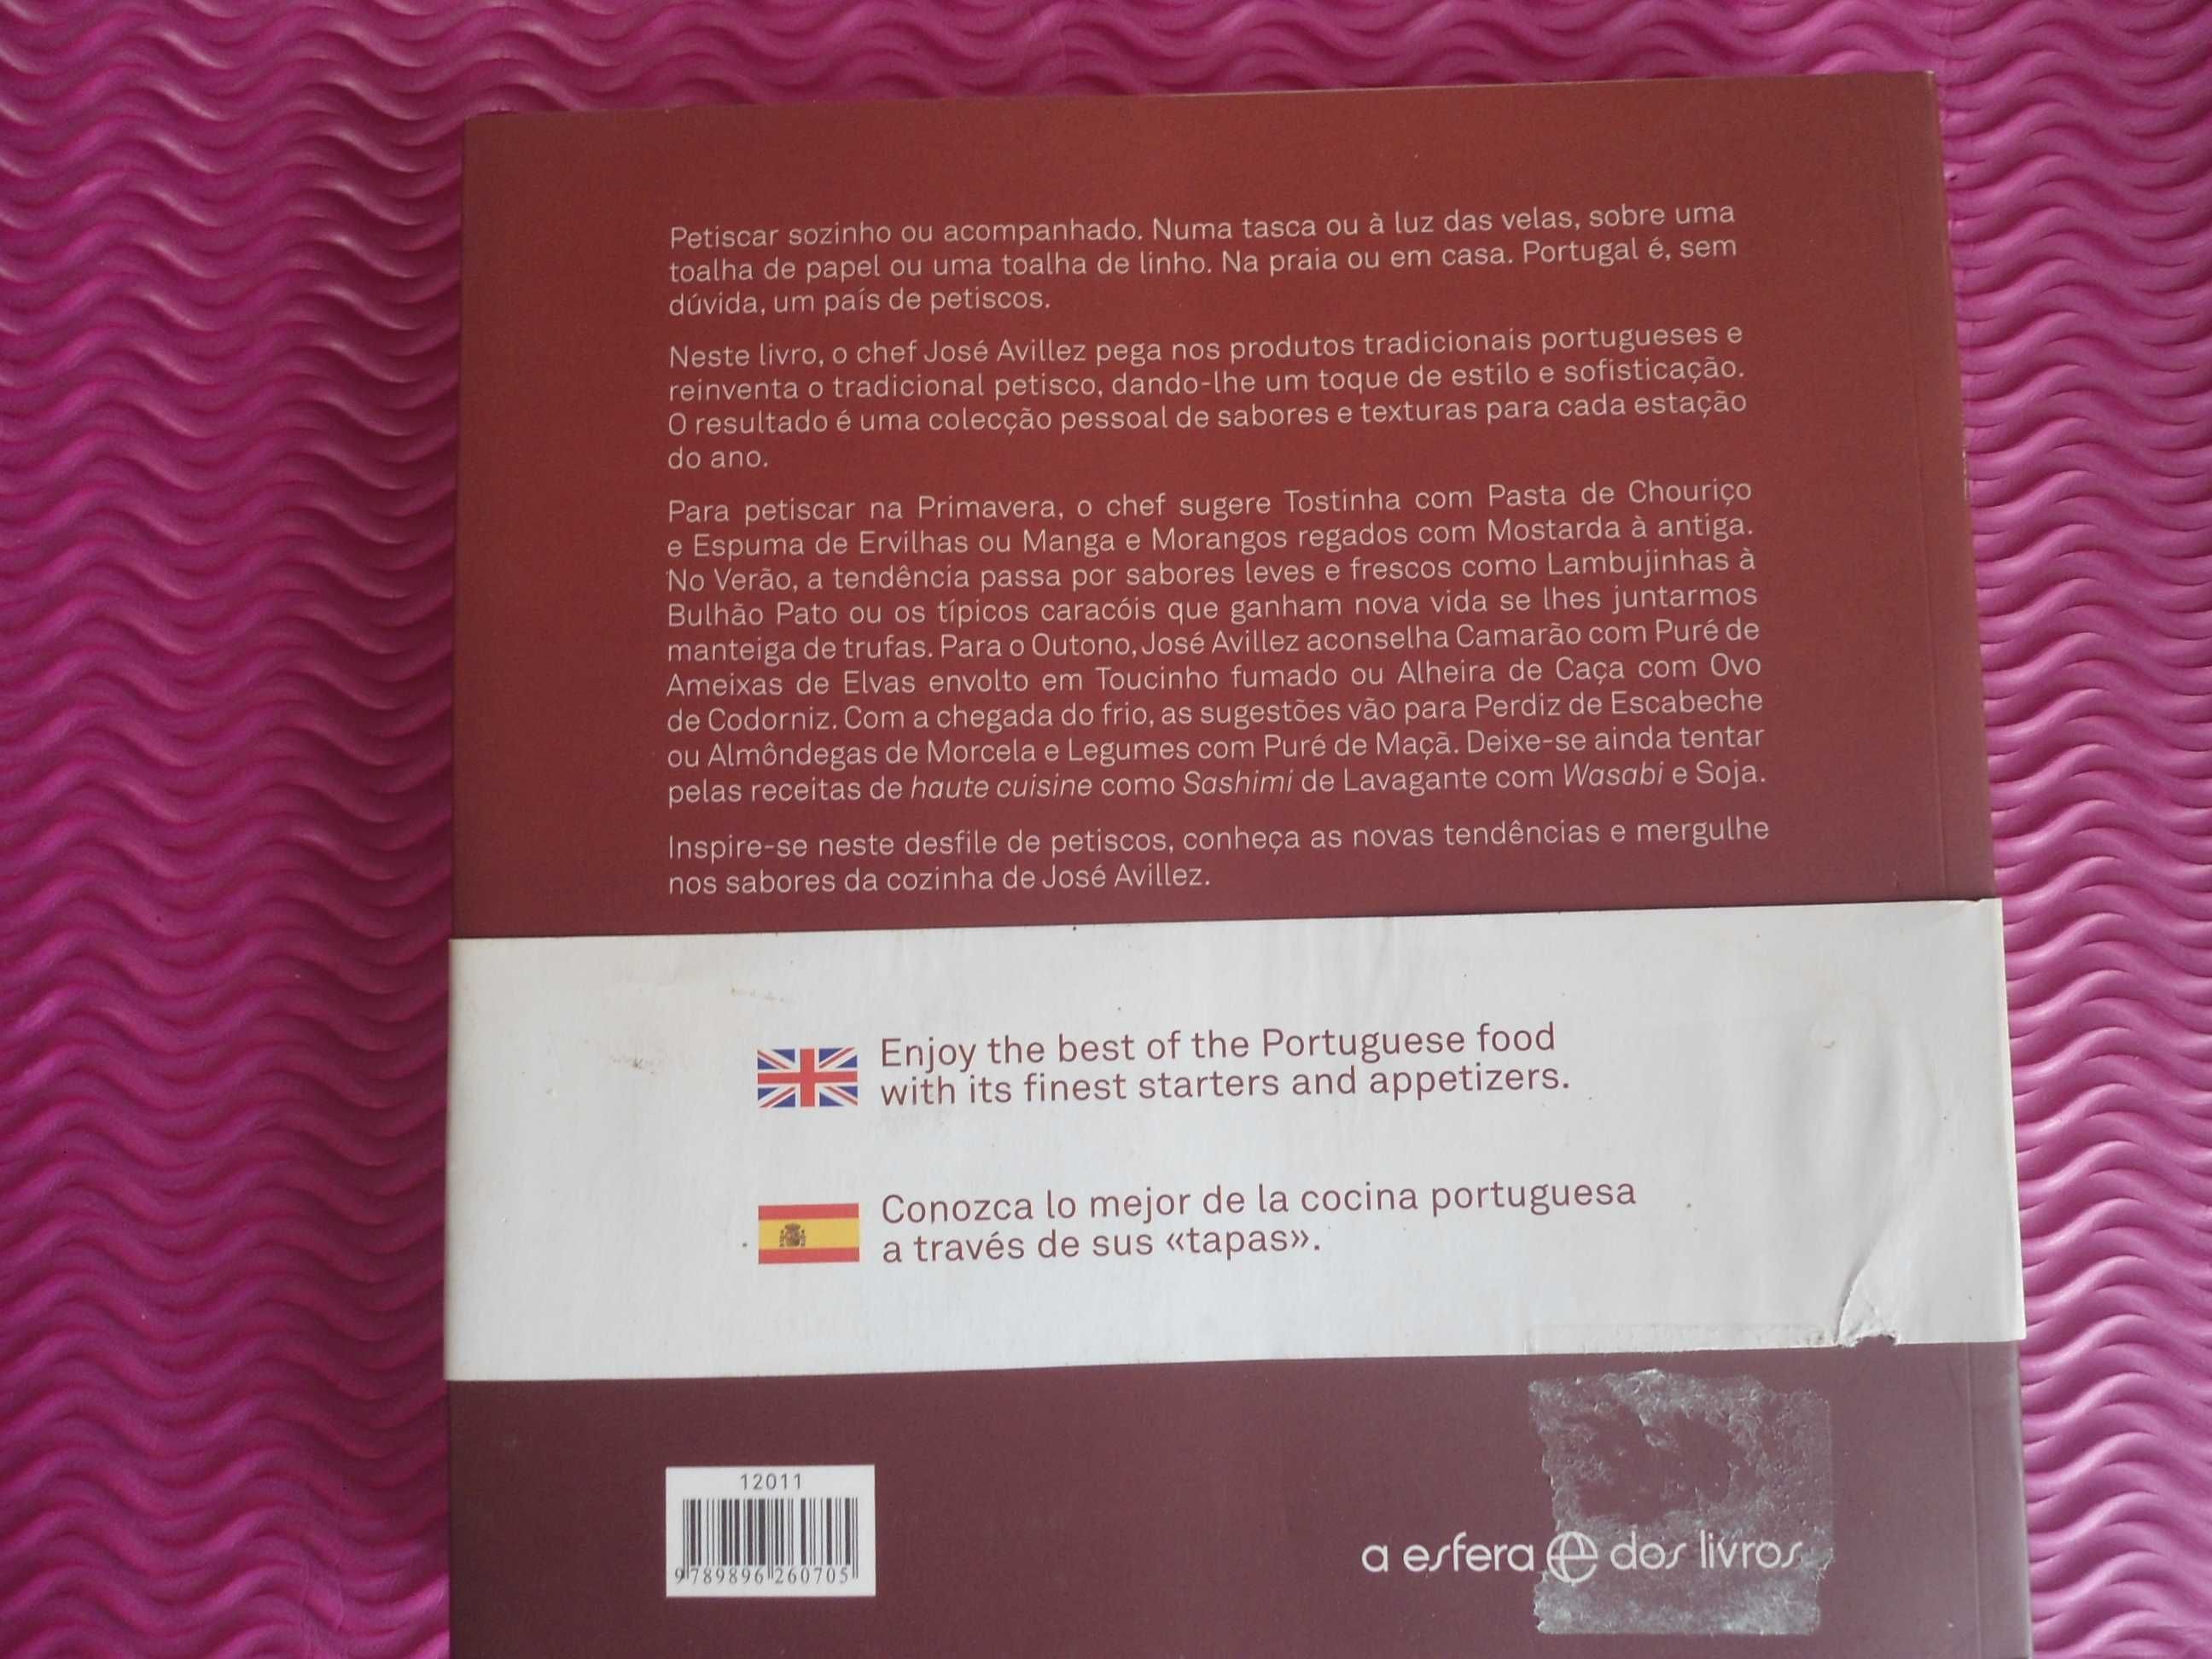 Petiscar sozinho ou acompanhado. Numa tasca ou à luz das velas, sobre uma
toalha de papel ou uma toalha de linho. Na praia ou em casa. Portugal é, sem
dúvida, um país de petiscos.
Neste livro, o chef José Avillez pega nos produtos tradicionais portugueses e
reinventa o tradicional petisco, dando-lhe um toque de estilo e sofisticação.
O resultado é uma colecção pessoal de sabores e texturas para cada estação
do ano.
Para petiscar na Primavera, o chef sugere Tostinha com Pasta de Chouriço
e Espuma de Ervilhas ou Manga e Morangos regados com Mostarda à antiga.
No Verão, a tendência passa por sabores leves e frescos como Lambujinhas à
Bulhão Pato ou os típicos caracóis que ganham nova vida se lhes juntarmos
manteiga de trufas. Para o Outono, José Avillez aconselha Camarão com Puré de
Ameixas de Elvas envolto em Toucinho fumado ou Alheira de Caça com Ovo
de Codorniz. Com a chegada do frio, as sugestões vão para Perdiz de Escabeche
ou Almôndegas de Morcela e Legumes com Puré de Maçã. Deixe-se ainda tentar
pelas receitas de haute cuisine como Sashimi de Lavagante com Wasabi e Soja.
Inspire-se neste desfile de petiscos, conheça as novas tendências e mergulhe
nos sabores da cozinha de José Avillez.
Enjoy the best of the Portuguese food
with its finest starters and appetizers.
Conozca lo mejor de la cocina portuguesa
a través de sus «tapas».
12011
9789896260705
a esfera e dos livros